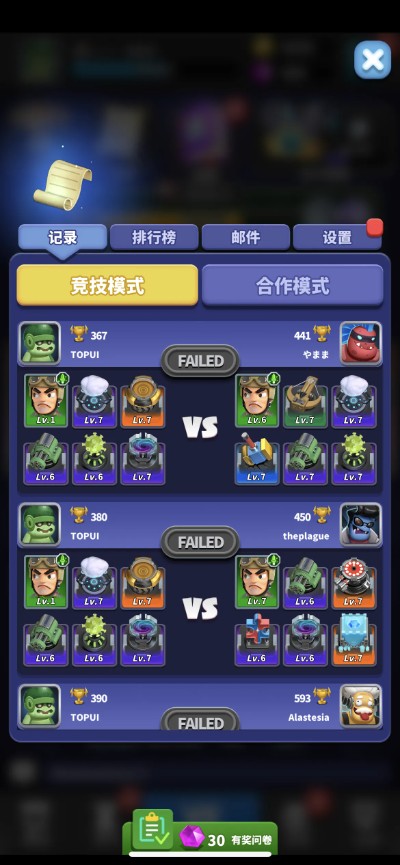 记录 排行榜 邮件 设置
竞技模式 合作模式
367 441
TOPUI やまま
FAILED
Lv.1 Lv.7 Lv.7 Lv.6 Lv.7 Lv.7
VS
Lv.6 Lv.6 Lv.7 Lv.7 Lv.7 Lv.6
380 450
TOPUI theplague
FAILED
Lv.1 Lv.7 Lv.7 Lv.7 Lv.6 Lv.7
VS
Lv.6 Lv.6 Lv.7 Lv.6 Lv.6 Lv.7
390 593
TOPUI Alastesia
FAILED
30 有奖问卷